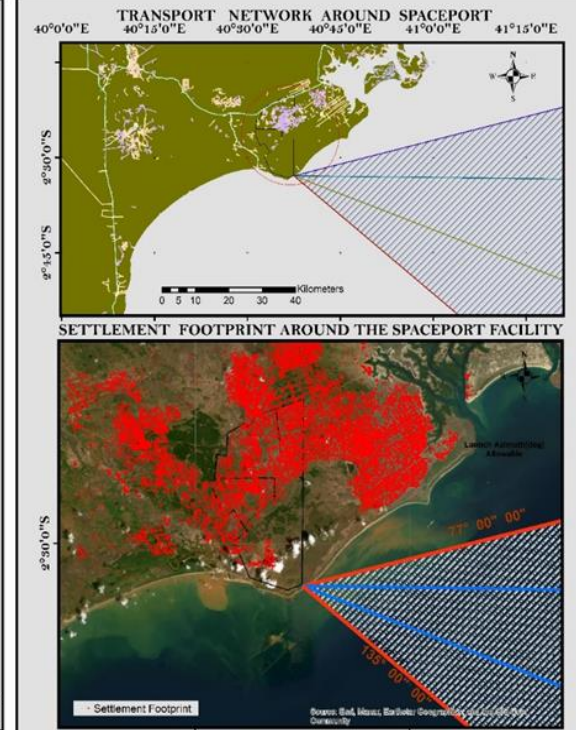 TRANSPORT NETWORK AROUND SPACEPORT
40°0'0"E 40°15'0"E 40°30'0"E 40°45'0"E 41°0'0"E 41°15'0"E
N
W E
S
2°30'0"S
2°45'0"S
Kilometers
0 5 10 20 30 40
SETTLEMENT FOOTPRINT AROUND THE SPACEPORT FACILITY
N
Launch Azimuth(deg)
Allowable
77° 00' 00"
2°30'0"S
135° 00' 00"
Settlement Footprint
Source: Esri, Maxar, Earthstar Geographics,
Community